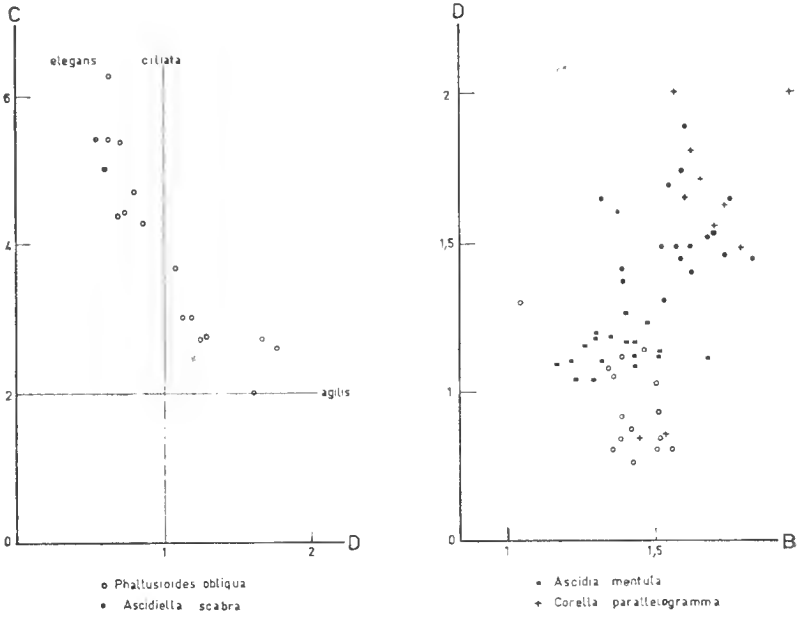 C
elegans ciliata
6
4
2
agilis
0
1
2
D
o Phallusioides obliqua
• Ascidiella scabra
D
2
1,5
1
0
1
1,5
B
▪ Ascidia mentula
+ Corella parallelogramma